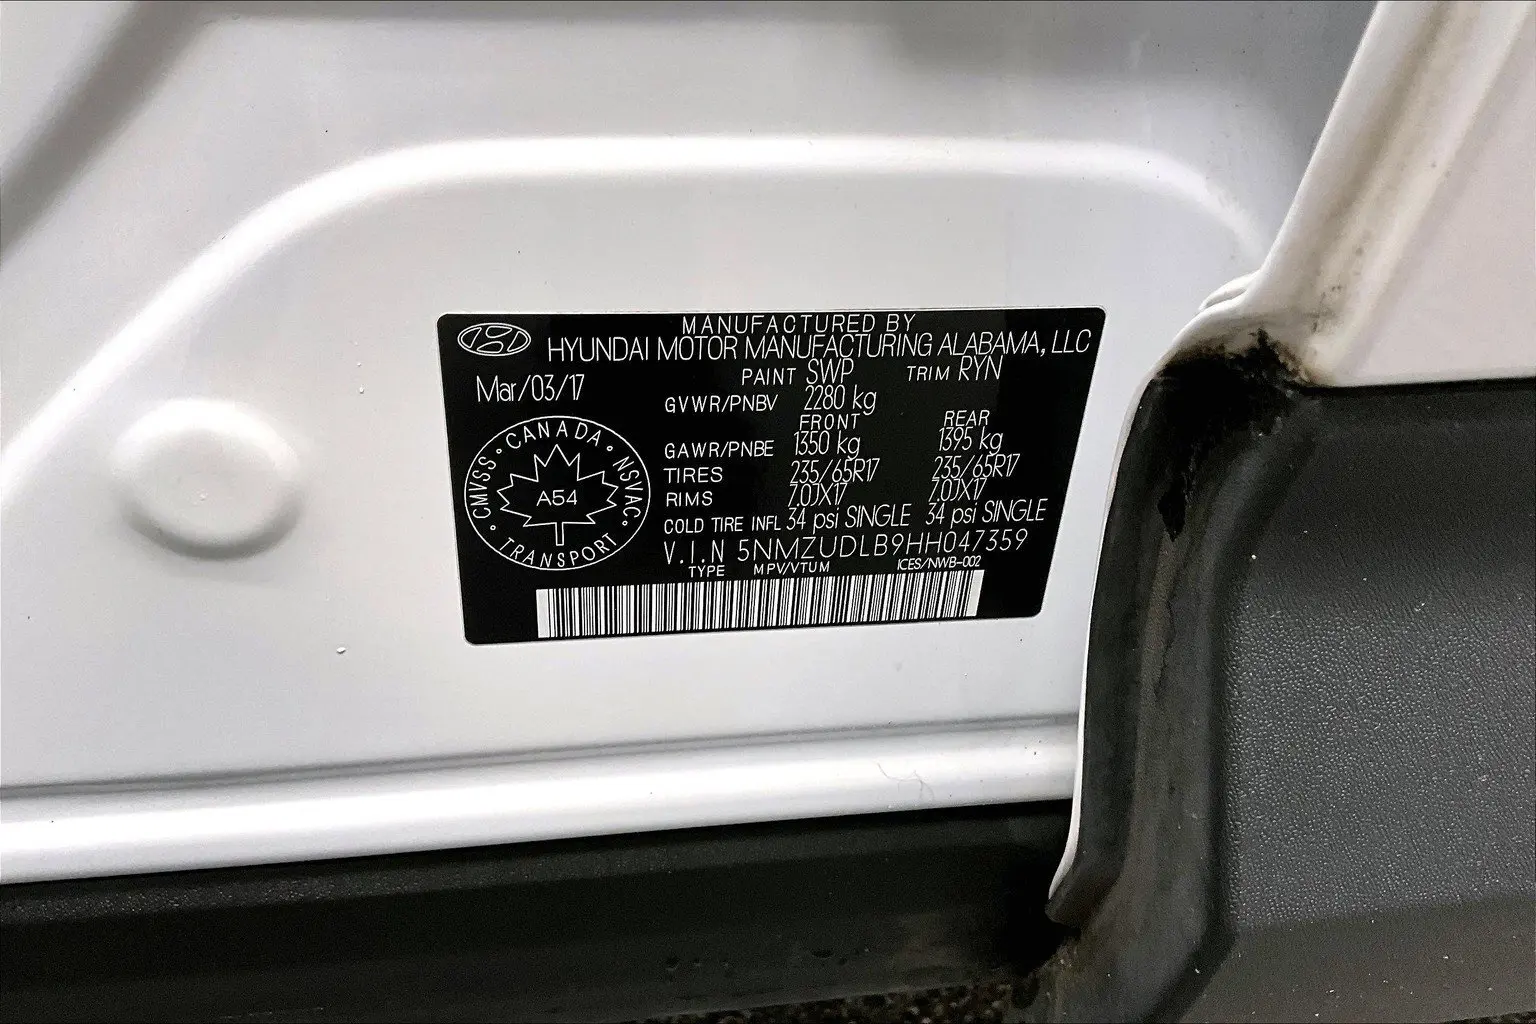 MANUFACTURED BY
HYUNDAI MOTOR MANUFACTURING ALABAMA, LLC
Mar/03/17
PAINT SWP TRIM RYN
GVWR/PNBV 2280 kg
FRONT REAR
GAWR/PNBE 1350 kg 1395 kg
TIRES 235/65R17 235/65R17
RIMS 7.0JX17 7.0JX17
COLD TIRE INFL 34 psi SINGLE 34 psi SINGLE
V.I.N 5NMZUDLB9HH047359
TYPE MPV/VTUM ICES/NWB-002
CMVSS • CANADA • NSVAC •
A54
• TRANSPORT •